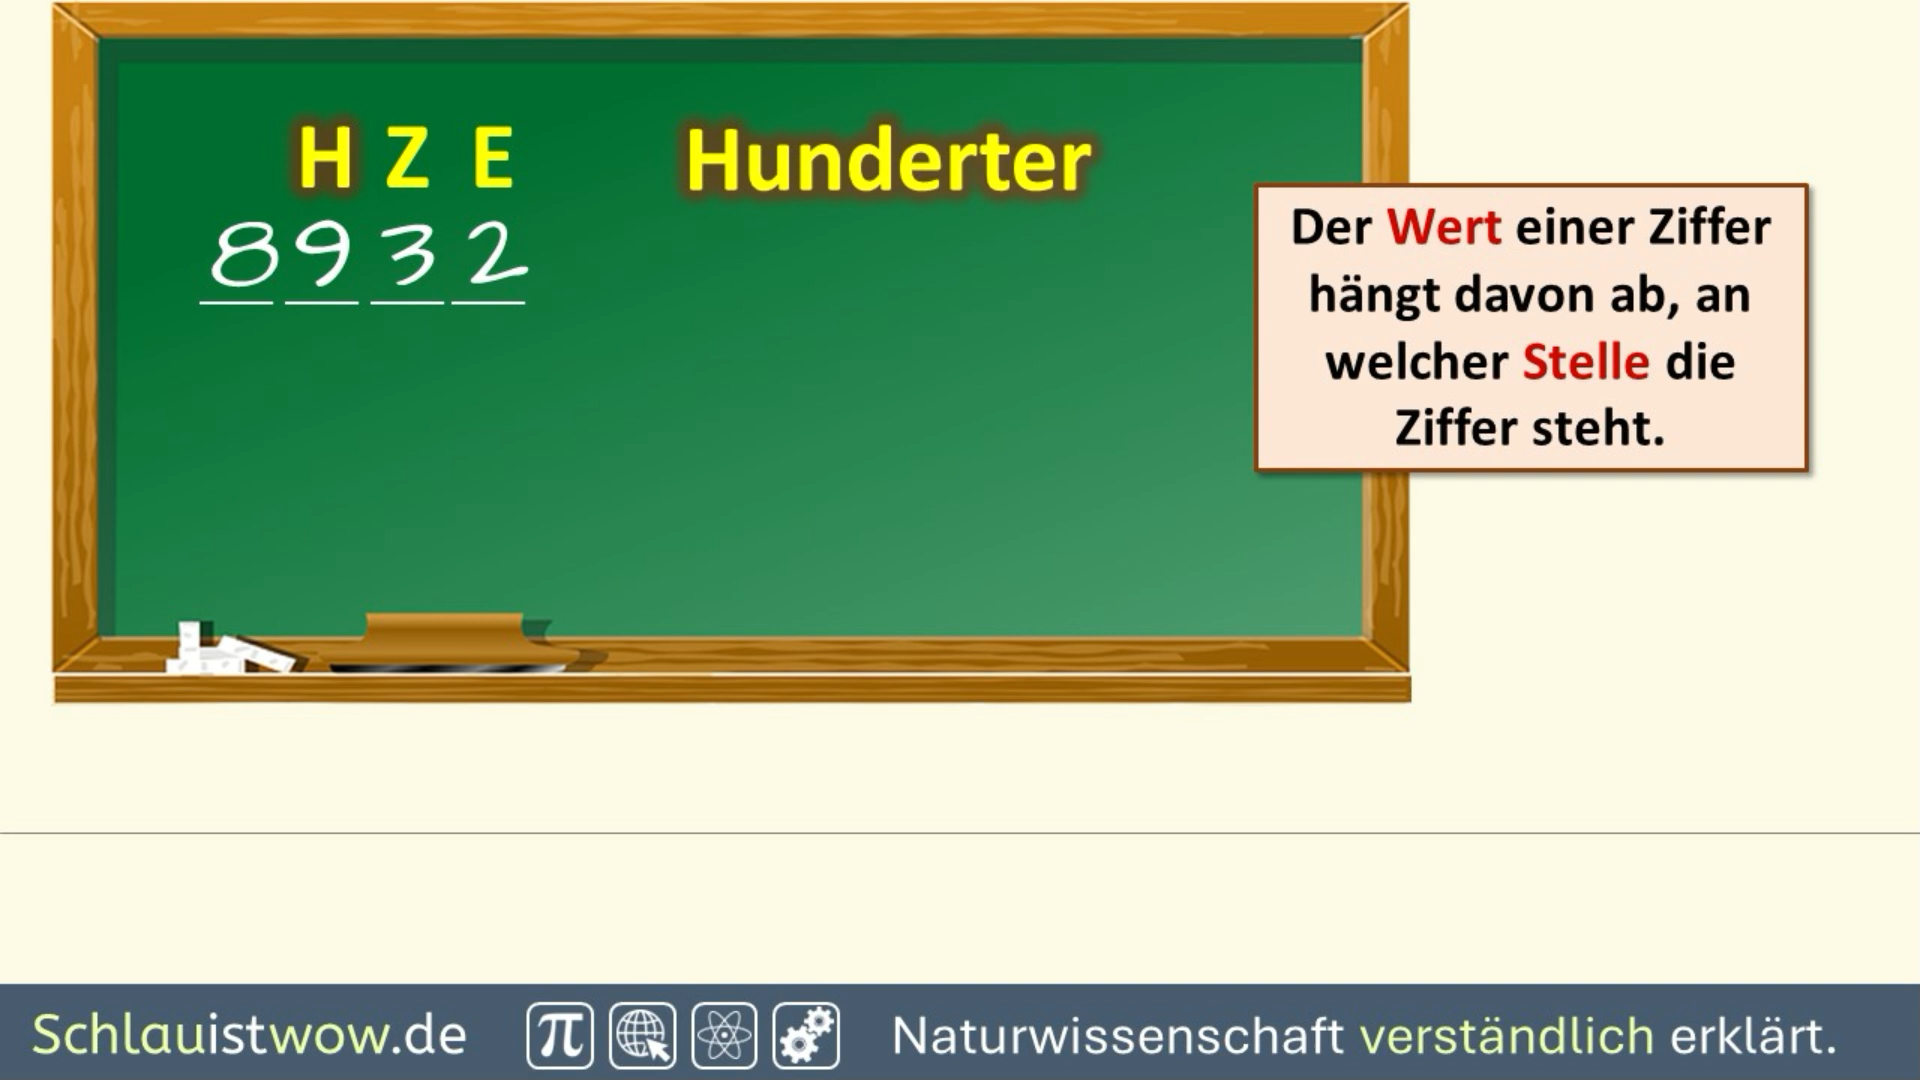 H Z E Hunderter
8932
Der Wert einer Ziffer
hängt davon ab, an
welcher Stelle die
Ziffer steht.
Schlauistwow.de π Naturwissenschaft verständlich erklärt.